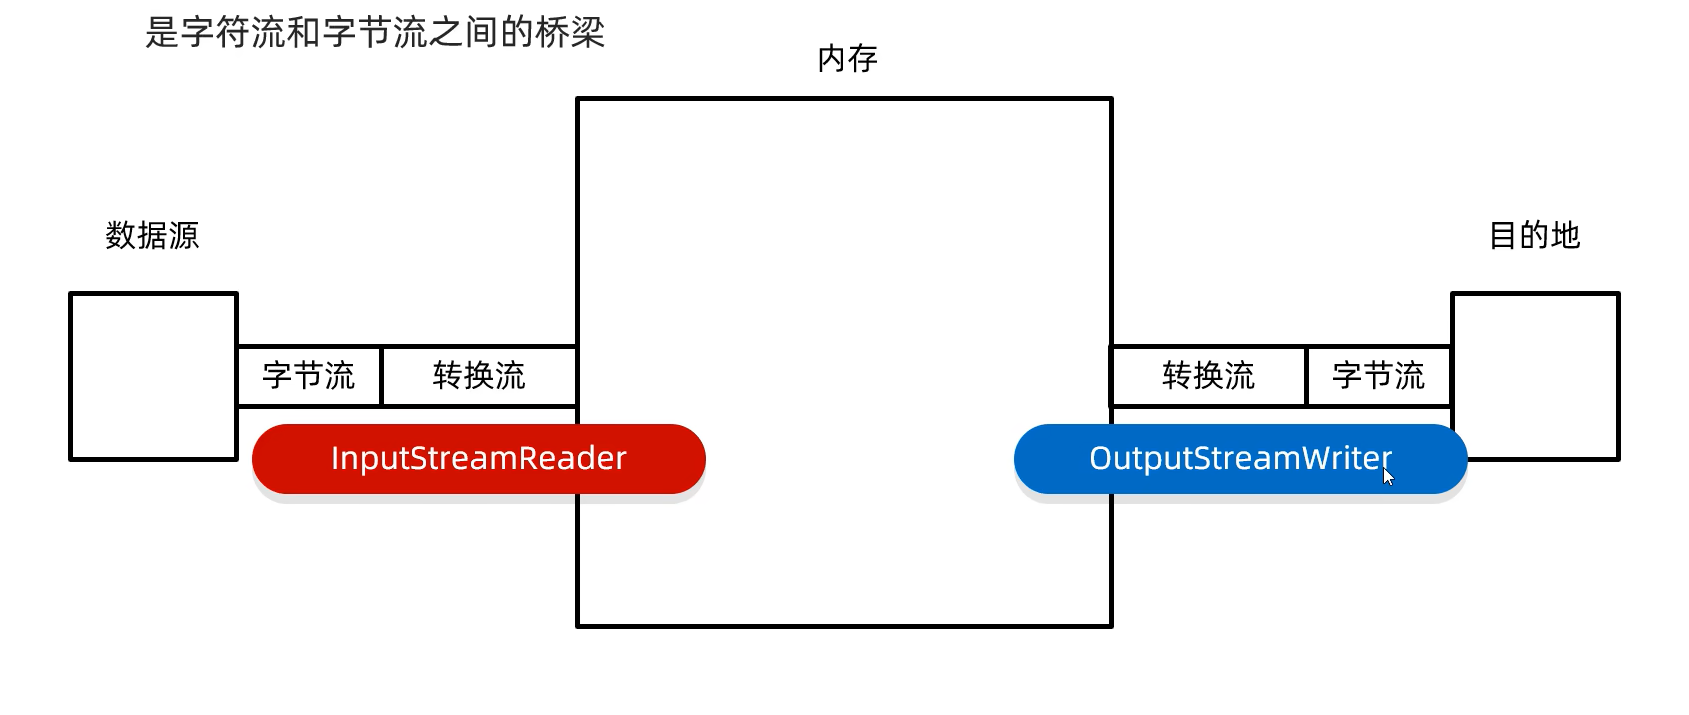 是字符流和字节流之间的桥梁
内存
数据源
目的地
字节流
转换流
转换流
字节流
InputStreamReader
OutputStreamWriter